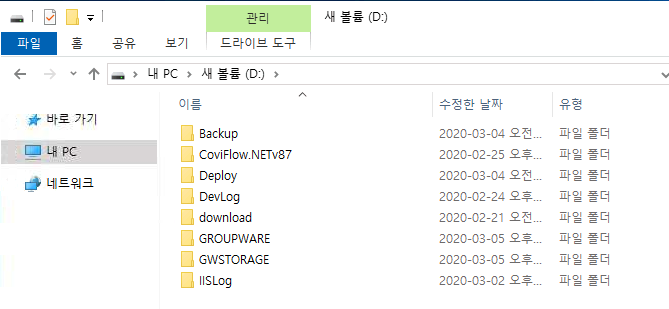 관리 새 볼륨 (D:)
파일 홈 공유 보기 드라이브 도구
내 PC 새 볼륨 (D:)
이름 수정한 날짜 유형
바로 가기
내 PC
네트워크
Backup 2020-03-04 오전... 파일 폴더
CoviFlow.NETv87 2020-02-25 오후... 파일 폴더
Deploy 2020-03-04 오전... 파일 폴더
DevLog 2020-02-24 오후... 파일 폴더
download 2020-02-21 오전... 파일 폴더
GROUPWARE 2020-03-05 오후... 파일 폴더
GWSTORAGE 2020-03-05 오후... 파일 폴더
IISLog 2020-03-02 오후... 파일 폴더